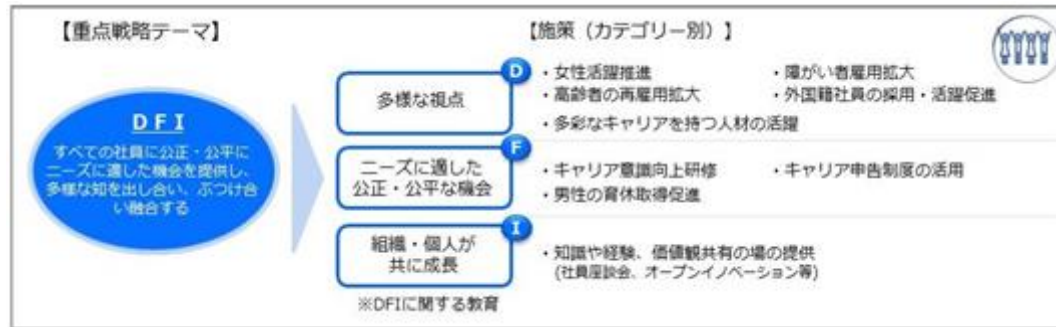 【重点戦略テーマ】
【施策（カテゴリー別）】
DFI
すべての社員に公正・公平に
ニーズに適した機会を提供し、
多様な知を出し合い、ぶつけ合
い融合する
D
多様な視点
・女性活躍推進
・障がい者雇用拡大
・高齢者の再雇用拡大
・外国籍社員の採用・活躍促進
・多彩なキャリアを持つ人材の活躍
F
ニーズに適した
公正・公平な機会
・キャリア意識向上研修
・キャリア申告制度の活用
・男性の育休取得促進
I
組織・個人が
共に成長
・知識や経験、価値観共有の場の提供
(社員座談会、オープンイノベーション等)
※DFIに関する教育